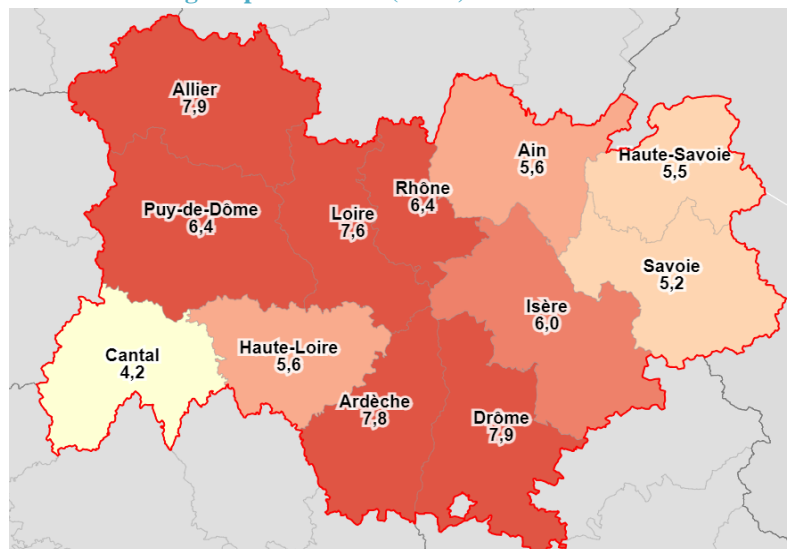 Allier
7,9
Ain
5,6
Haute-Savoie
5,5
Rhône
6,4
Puy-de-Dôme
6,4
Loire
7,6
Savoie
5,2
Isère
6,0
Haute-Loire
5,6
Cantal
4,2
Ardèche
7,8
Drôme
7,9